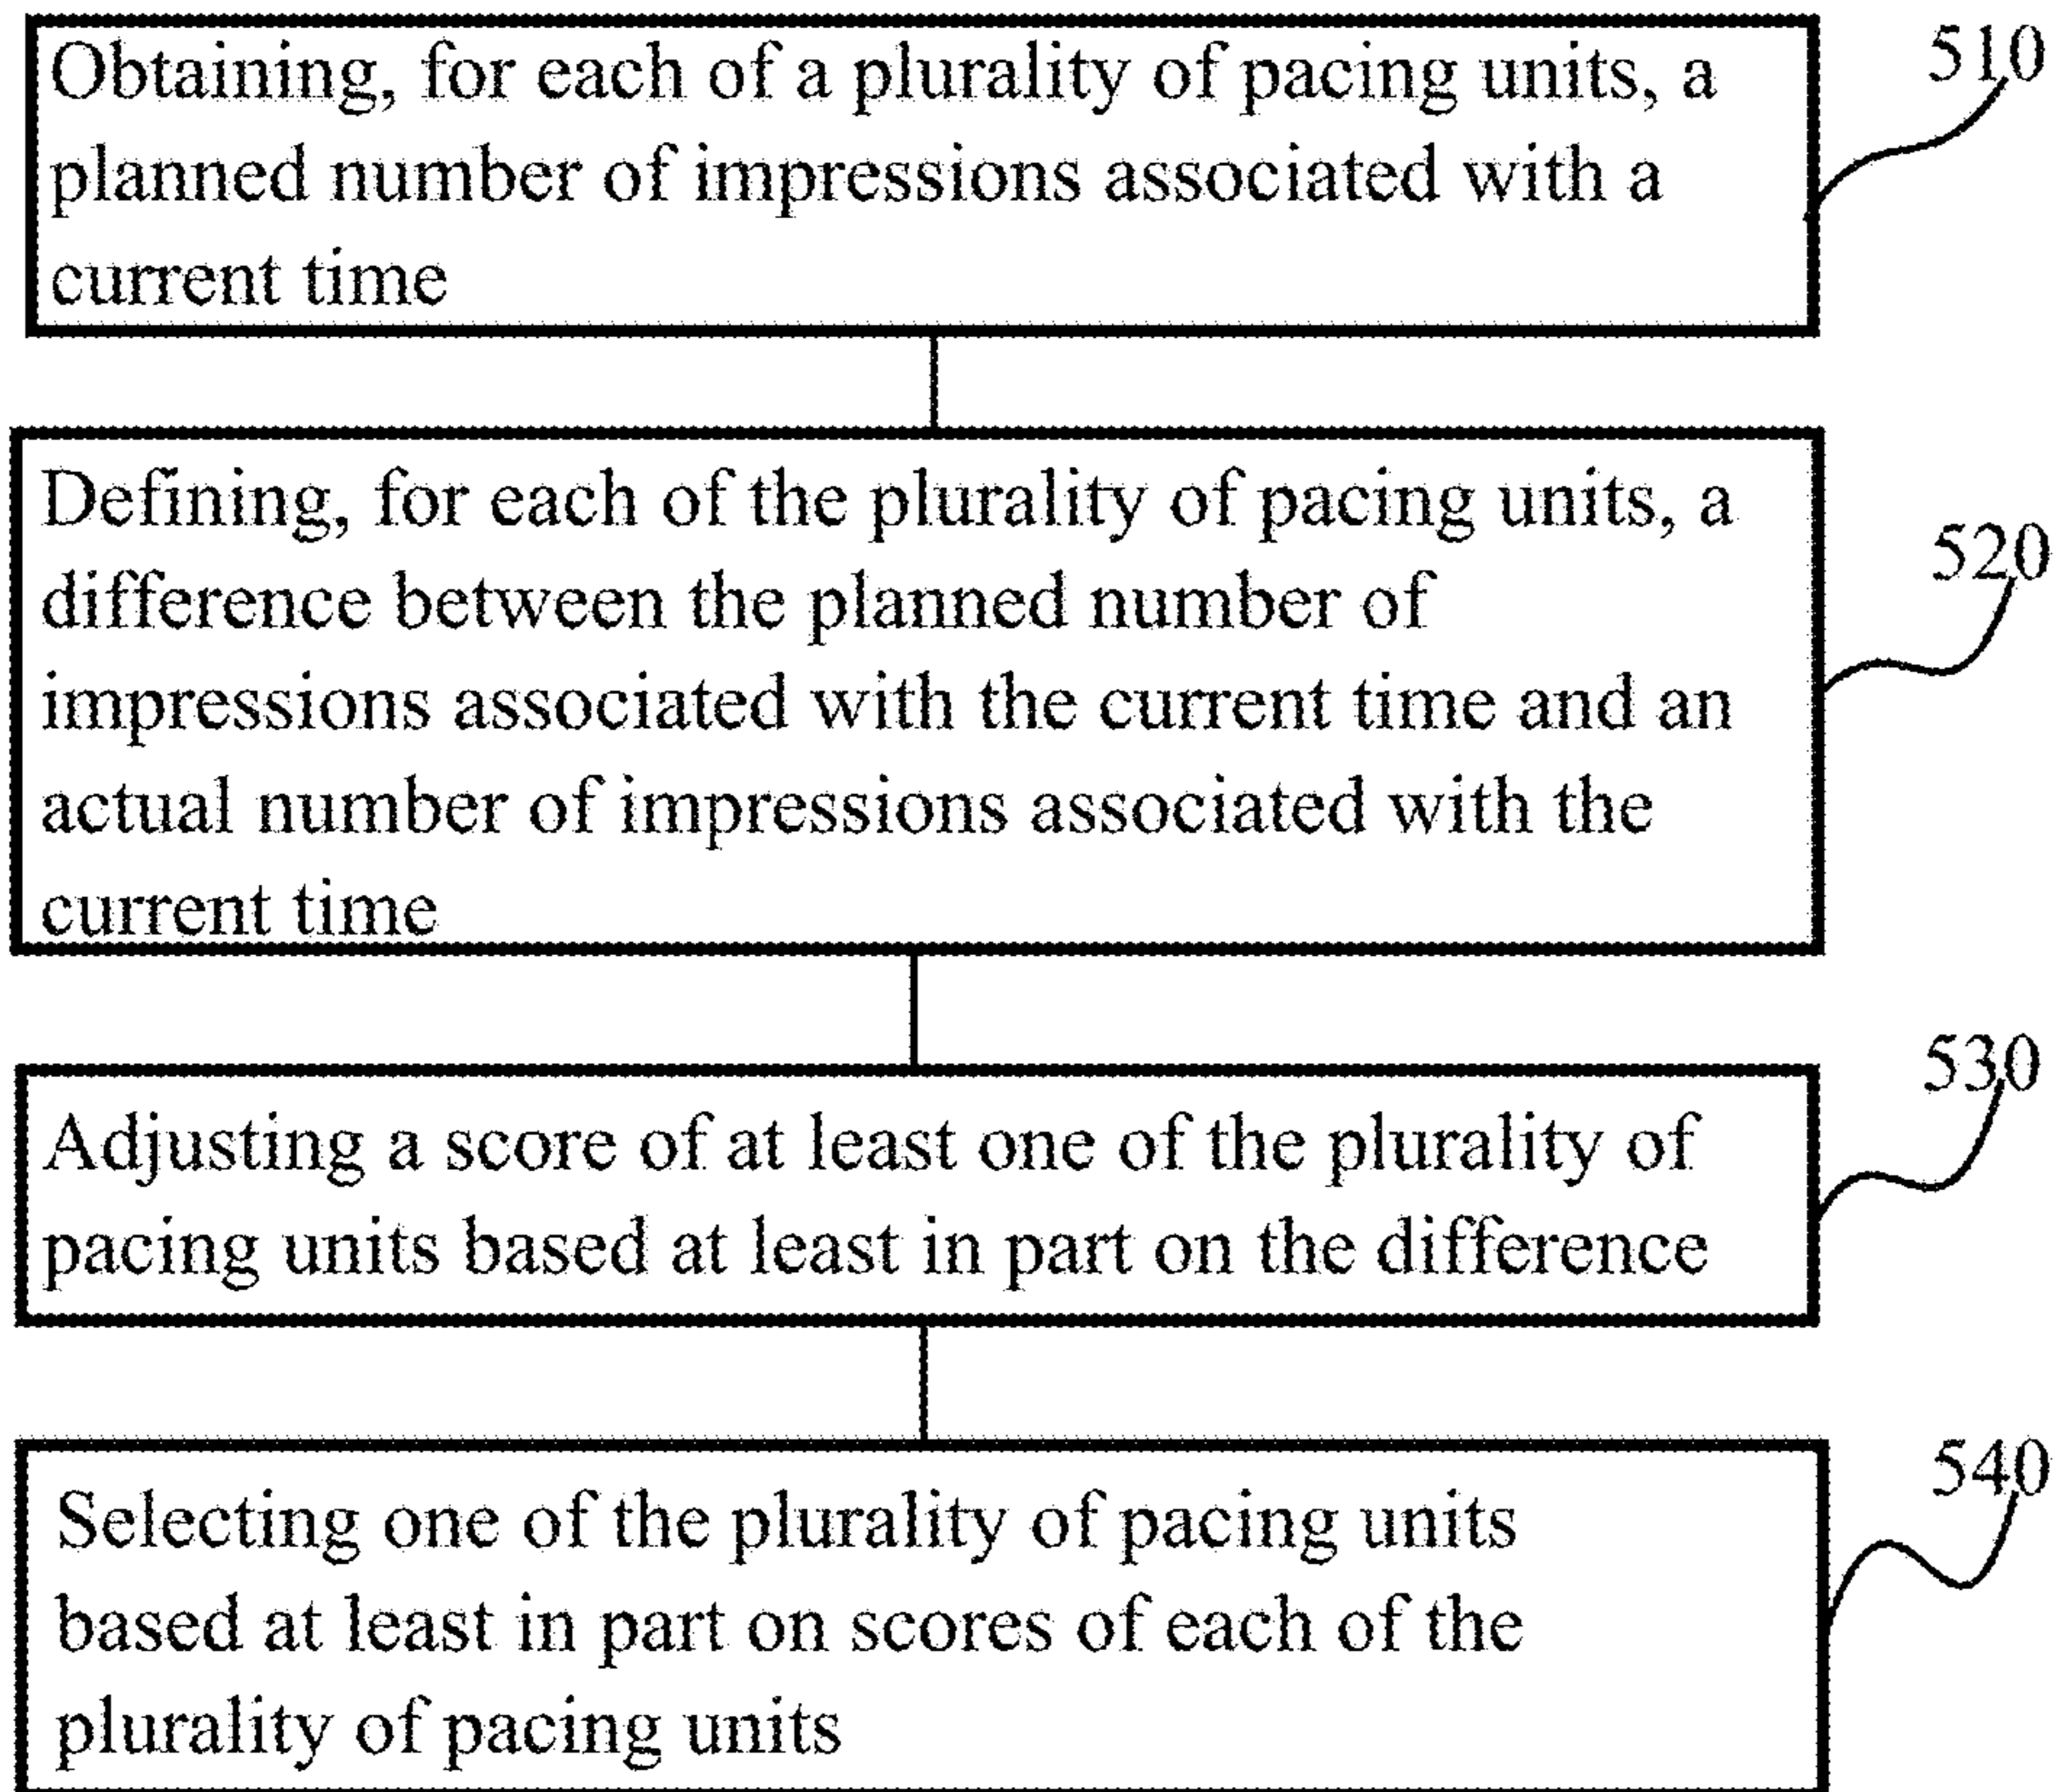 Obtaining, for each of a plurality of pacing units, a
planned number of impressions associated with a
current time
510
Defining, for each of the plurality of pacing units, a
difference between the planned number of
impressions associated with the current time and an
actual number of impressions associated with the
current time
520
Adjusting a score of at least one of the plurality of
pacing units based at least in part on the difference
530
Selecting one of the plurality of pacing units
based at least in part on scores of each of the
plurality of pacing units
540